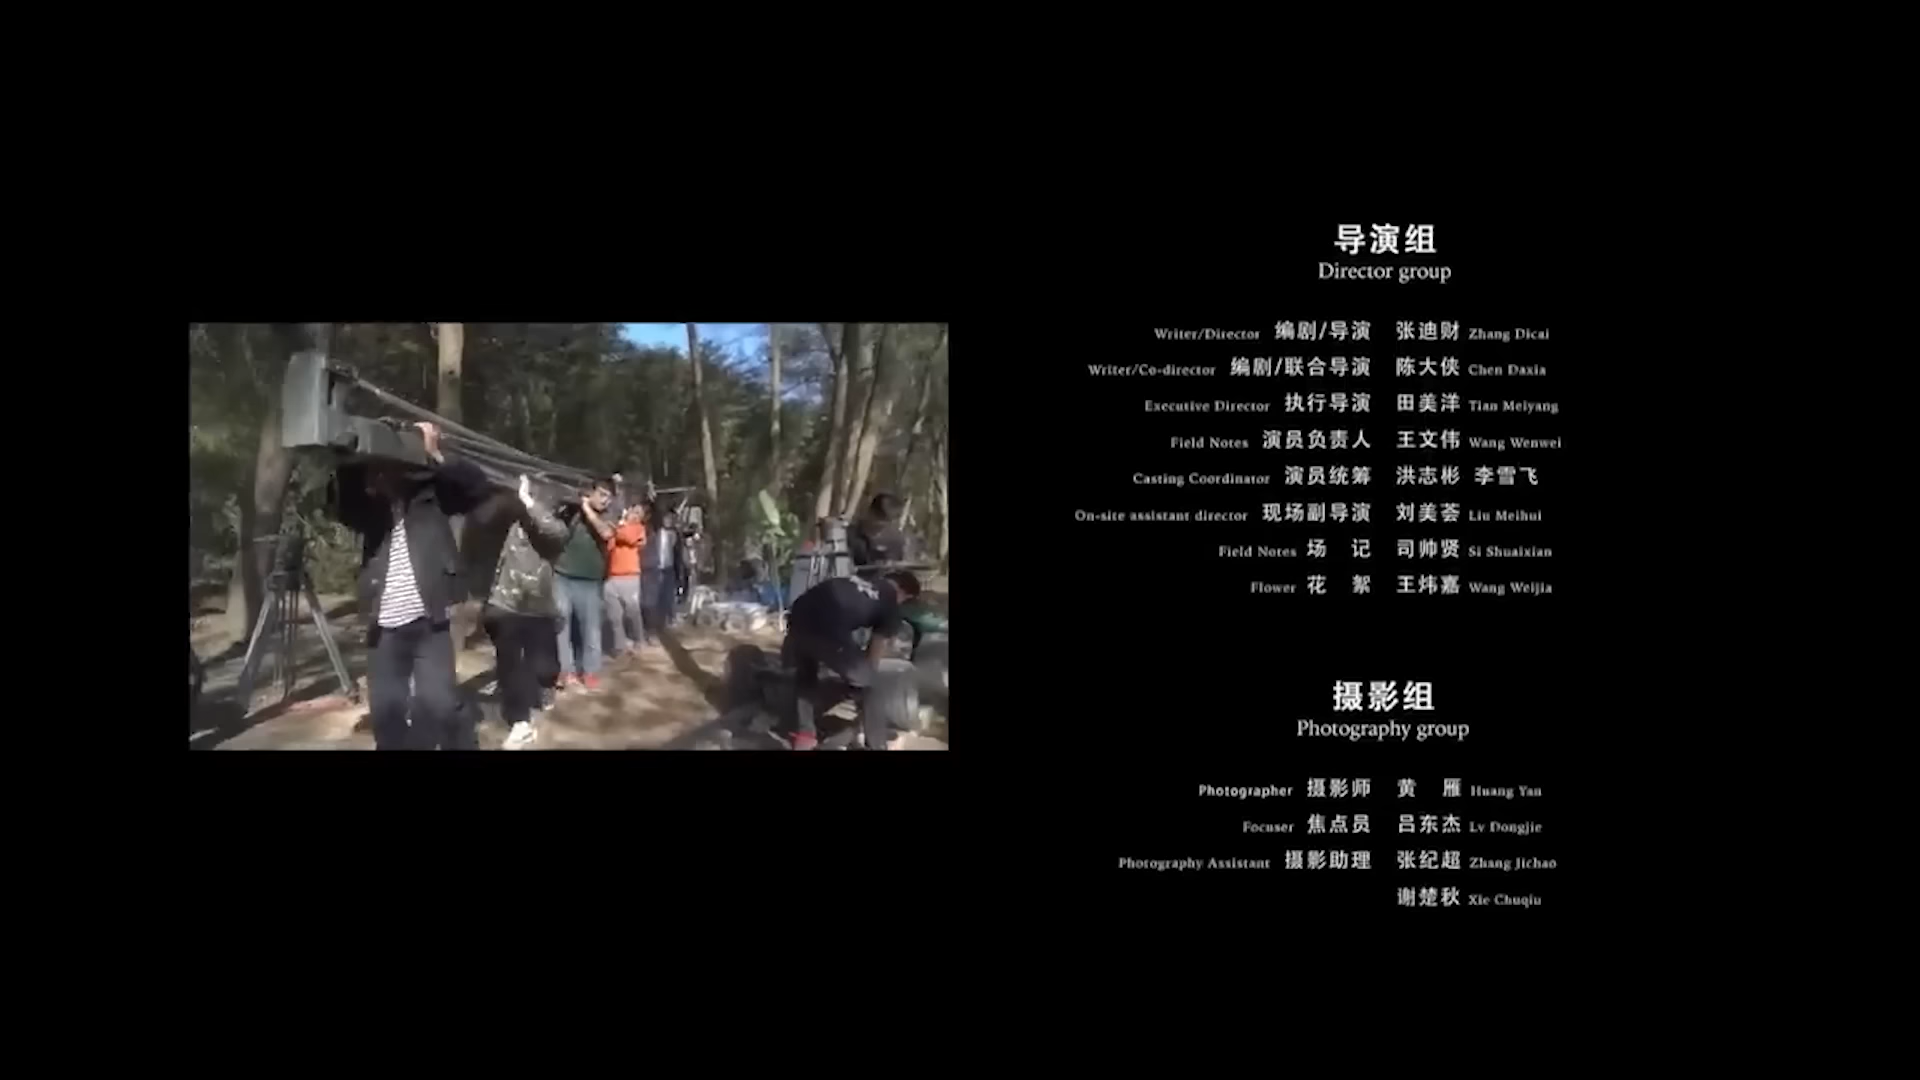 导演组
Director group
Writer/Director 编剧/导演 张迪财 Zhang Dicai
Writer/Co-director 编剧/联合导演 陈大侠 Chen Daxia
Executive Director 执行导演 田美洋 Tian Meiyang
Field Notes 演员负责人 王文伟 Wang Wenwei
Casting Coordinator 演员统筹 洪志彬 李雪飞
On-site assistant director 现场副导演 刘美荟 Liu Meihui
Field Notes 场 记 司帅贤 Si Shuaixian
Flower 花 絮 王炜嘉 Wang Weijia
摄影组
Photography group
Photographer 摄影师 黄 雁 Huang Yan
Focuser 焦点员 吕东杰 Lv Dongjie
Photography Assistant 摄影助理 张纪超 Zhang Jichao
谢楚秋 Xie Chuqiu